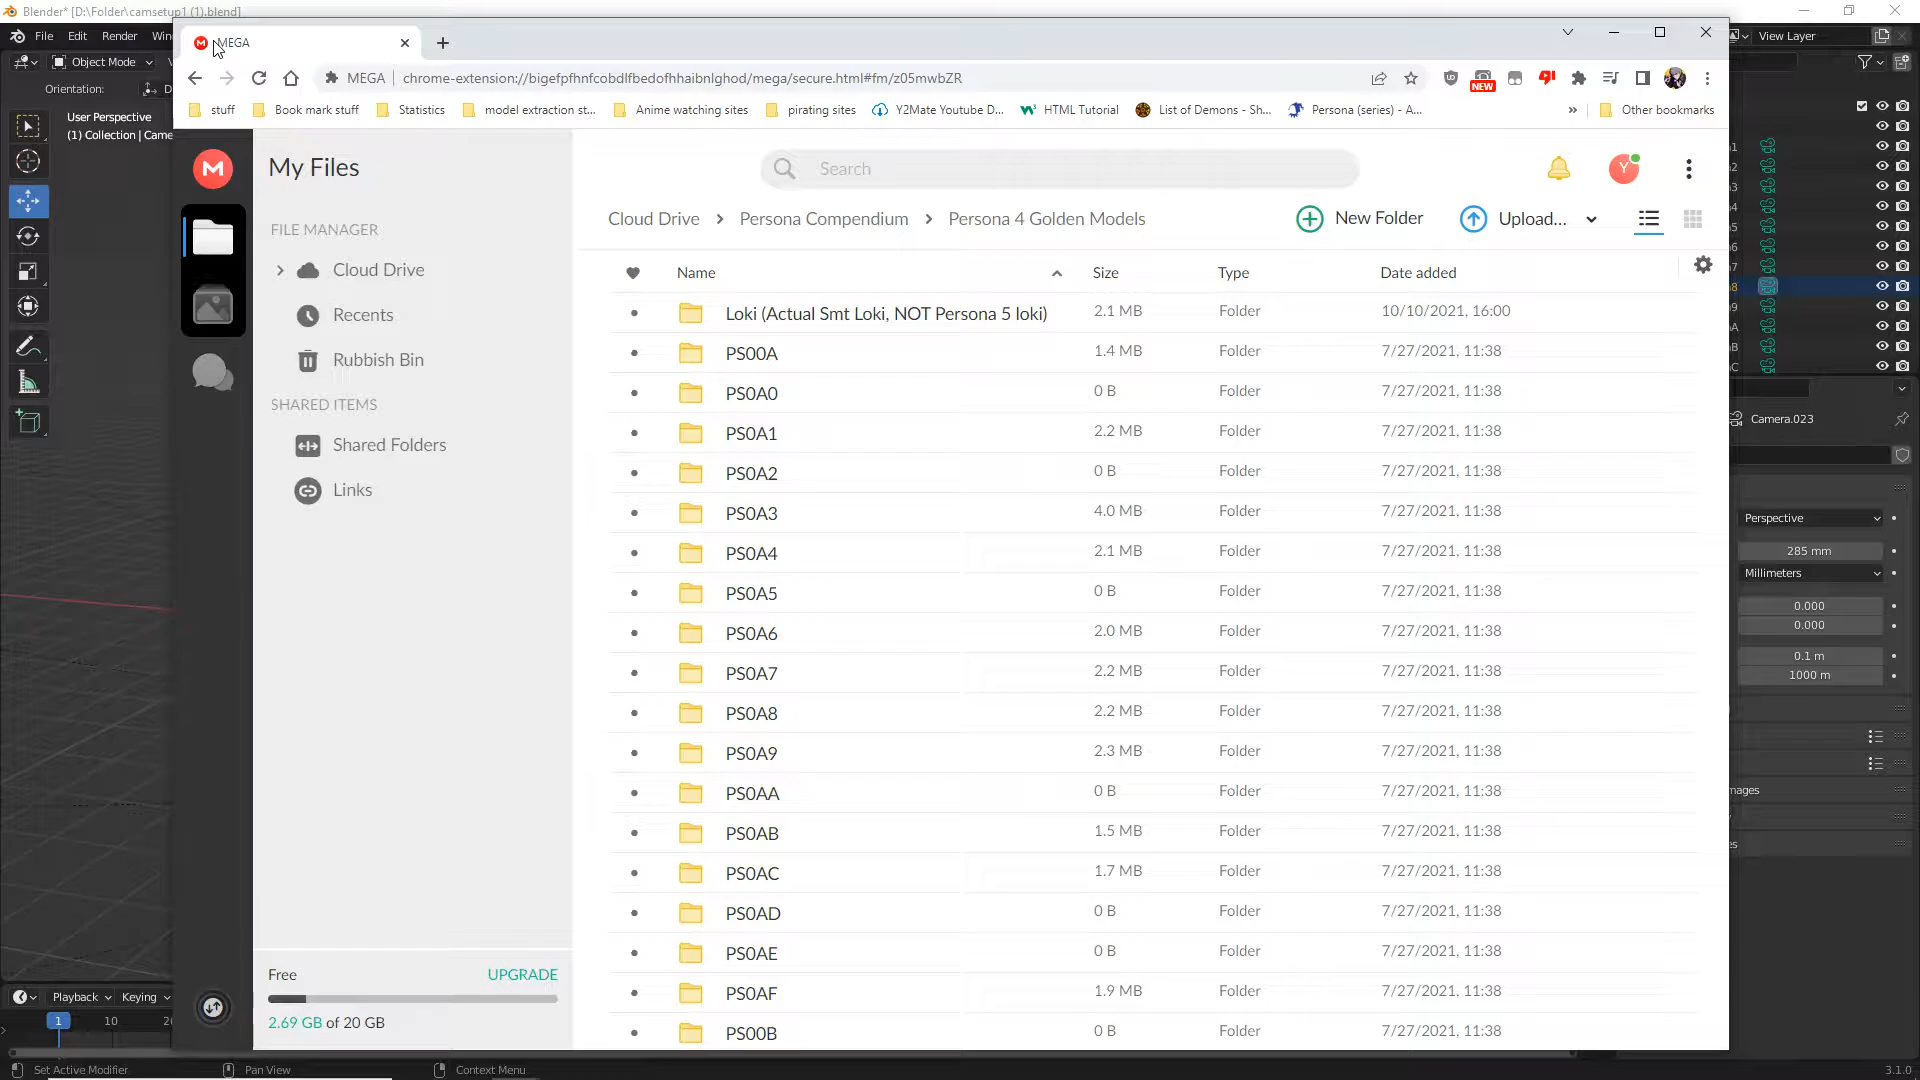 Blender* [D:\Folder\camsetup1 (1).blend]
File Edit Render
View Layer
MEGA
Object Mode
Orientation:
User Perspective
(1) Collection | Came
MEGA chrome-extension://bigefpfhnfcobdlfbedofhhaibnlghod/mega/secure.html#fm/z05mwbZR
NEW
stuff Book mark stuff Statistics model extraction st... Anime watching sites pirating sites Y2Mate Youtube D... HTML Tutorial List of Demons - Sh... Persona (series) - A... » Other bookmarks
My Files
Search
Y
Cloud Drive > Persona Compendium > Persona 4 Golden Models
New Folder Upload...
FILE MANAGER
Cloud Drive
Recents
Rubbish Bin
SHARED ITEMS
Shared Folders
Links
Name Size Type Date added
Loki (Actual Smt Loki, NOT Persona 5 loki) 2.1 MB Folder 10/10/2021, 16:00
PS00A 1.4 MB Folder 7/27/2021, 11:38
PS0A0 0 B Folder 7/27/2021, 11:38
PS0A1 2.2 MB Folder 7/27/2021, 11:38
PS0A2 0 B Folder 7/27/2021, 11:38
PS0A3 4.0 MB Folder 7/27/2021, 11:38
PS0A4 2.1 MB Folder 7/27/2021, 11:38
PS0A5 0 B Folder 7/27/2021, 11:38
PS0A6 2.0 MB Folder 7/27/2021, 11:38
PS0A7 2.2 MB Folder 7/27/2021, 11:38
PS0A8 2.2 MB Folder 7/27/2021, 11:38
PS0A9 2.3 MB Folder 7/27/2021, 11:38
PS0AA 0 B Folder 7/27/2021, 11:38
PS0AB 1.5 MB Folder 7/27/2021, 11:38
PS0AC 1.7 MB Folder 7/27/2021, 11:38
PS0AD 0 B Folder 7/27/2021, 11:38
PS0AE 0 B Folder 7/27/2021, 11:38
PS0AF 1.9 MB Folder 7/27/2021, 11:38
PS00B 0 B Folder 7/27/2021, 11:38
Free UPGRADE
2.69 GB of 20 GB
Camera.023
Perspective
285 mm
Millimeters
0.000
0.000
0.1 m
1000 m
mages
Playback Keying
1 10
Set Active Modifier Pan View Context Menu
3.1.0